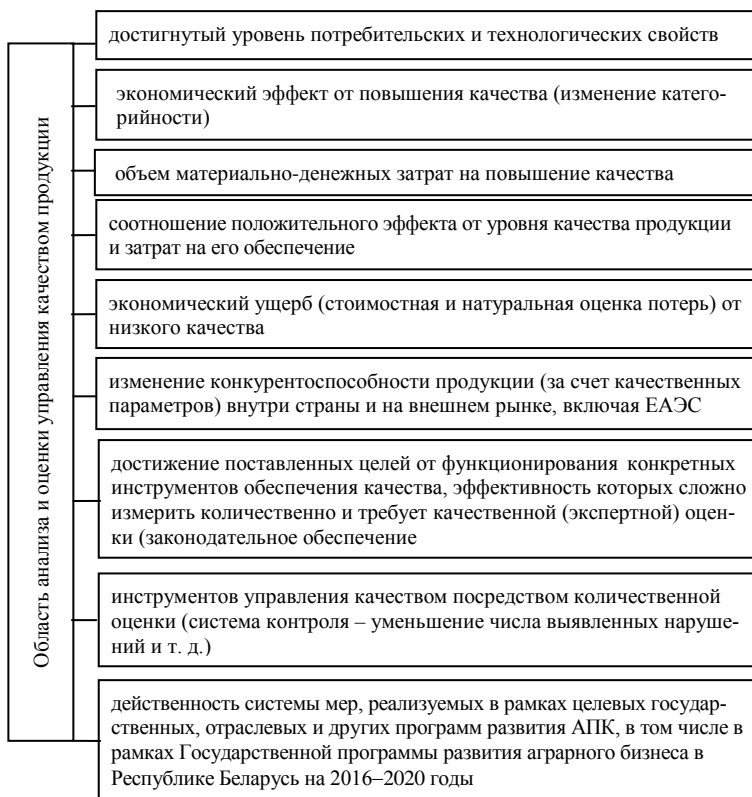 Область анализа и оценки управления качеством продукции
достигнутый уровень потребительских и технологических свойств
экономический эффект от повышения качества (изменение катего-
рийности)
объем материально-денежных затрат на повышение качества
соотношение положительного эффекта от уровня качества продукции
и затрат на его обеспечение
экономический ущерб (стоимостная и натуральная оценка потерь) от
низкого качества
изменение конкурентоспособности продукции (за счет качественных
параметров) внутри страны и на внешнем рынке, включая ЕАЭС
достижение поставленных целей от функционирования конкретных
инструментов обеспечения качества, эффективность которых сложно
измерить количественно и требует качественной (экспертной) оцен-
ки (законодательное обеспечение
инструментов управления качеством посредством количественной
оценки (система контроля – уменьшение числа выявленных наруше-
ний и т. д.)
действенность системы мер, реализуемых в рамках целевых государ-
ственных, отраслевых и других программ развития АПК, в том числе в
рамках Государственной программы развития аграрного бизнеса в
Республике Беларусь на 2016–2020 годы